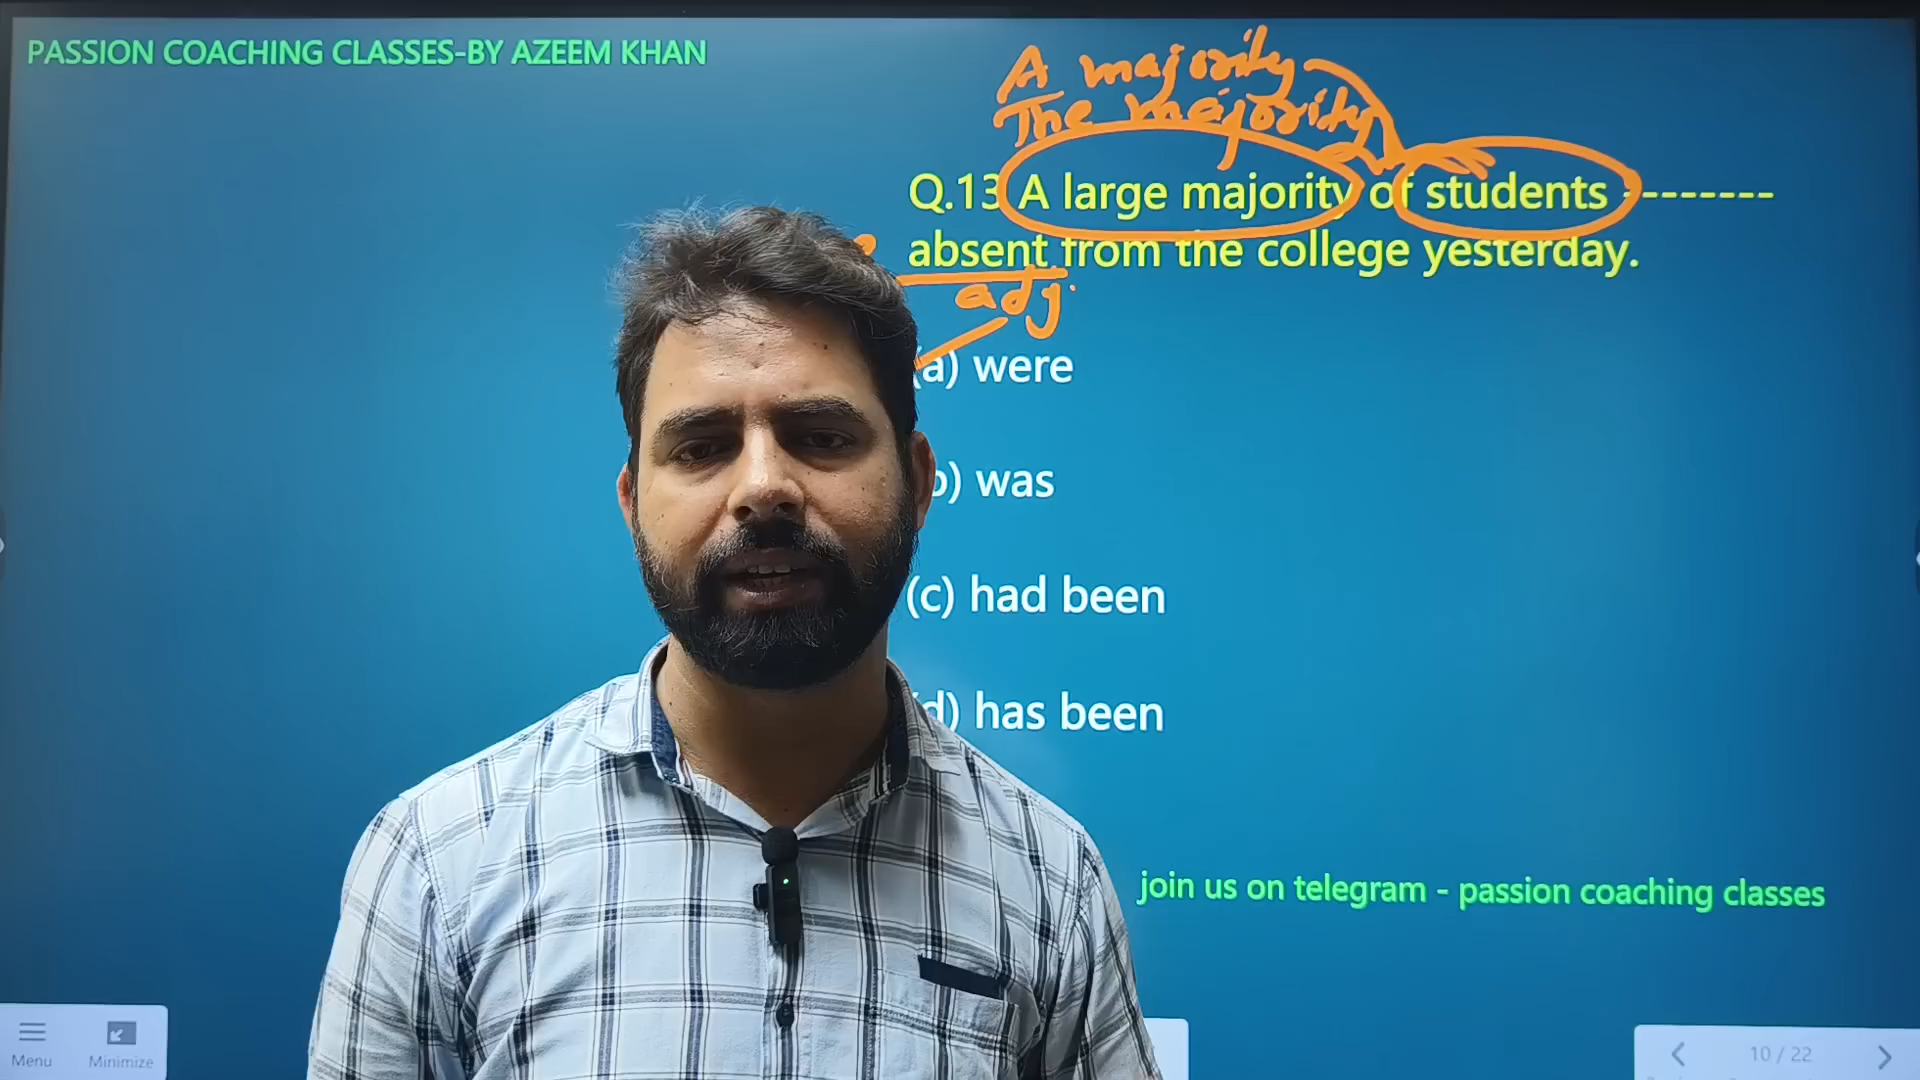 PASSION COACHING CLASSES-BY AZEEM KHAN
A majority
The majority
Q.13 A large majority of students --------
absent from the college yesterday.
adj.
(a) were
b) was
(c) had been
(d) has been
join us on telegram - passion coaching classes
Menu
Minimize
10 / 22